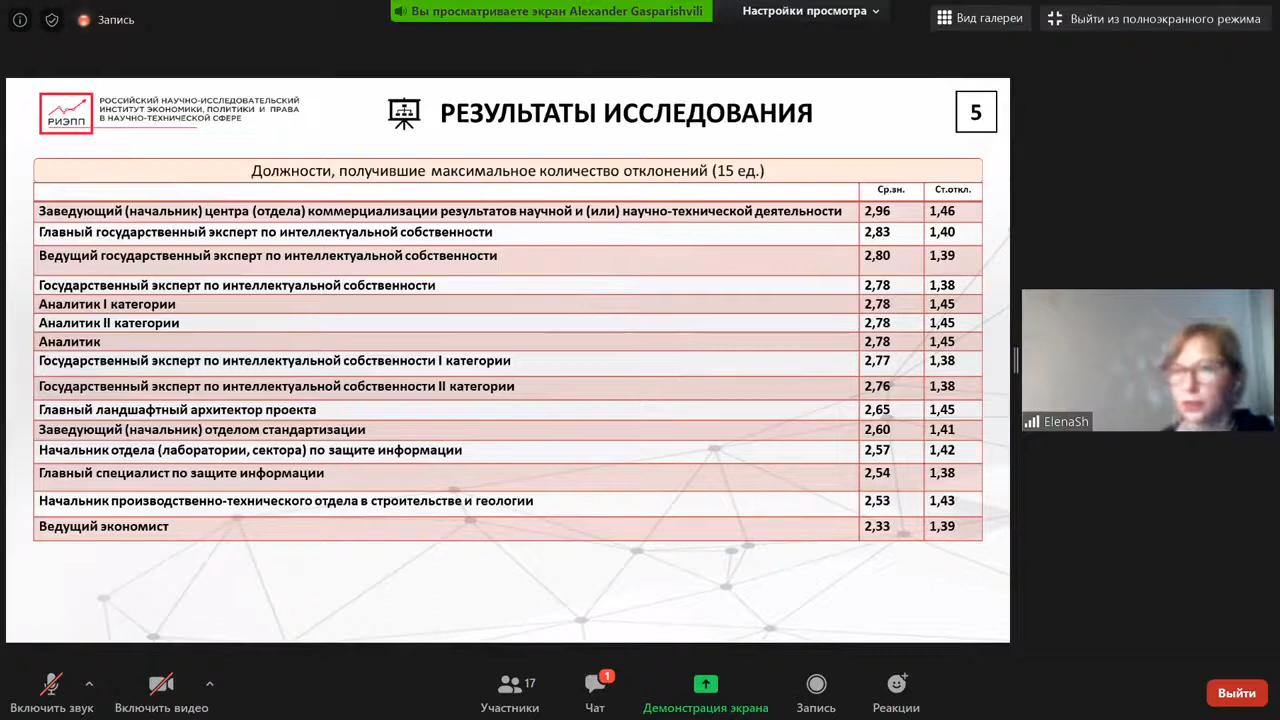 Запись
Вы просматриваете экран Alexander Gasparishvili
Настройки просмотра
Вид галереи
Выйти из полноэкранного режима
РИЭПП
РОССИЙСКИЙ НАУЧНО-ИССЛЕДОВАТЕЛЬСКИЙ
ИНСТИТУТ ЭКОНОМИКИ, ПОЛИТИКИ И ПРАВА
В НАУЧНО-ТЕХНИЧЕСКОЙ СФЕРЕ
РЕЗУЛЬТАТЫ ИССЛЕДОВАНИЯ
5
Должности, получившие максимальное количество отклонений (15 ед.)
Ср.зн. Ст.откл.
Заведующий (начальник) центра (отдела) коммерциализации результатов научной и (или) научно-технической деятельности 2,96 1,46
Главный государственный эксперт по интеллектуальной собственности 2,83 1,40
Ведущий государственный эксперт по интеллектуальной собственности 2,80 1,39
Государственный эксперт по интеллектуальной собственности 2,78 1,38
Аналитик I категории 2,78 1,45
Аналитик II категории 2,78 1,45
Аналитик 2,78 1,45
Государственный эксперт по интеллектуальной собственности I категории 2,77 1,38
Государственный эксперт по интеллектуальной собственности II категории 2,76 1,38
Главный ландшафтный архитектор проекта 2,65 1,45
Заведующий (начальник) отделом стандартизации 2,60 1,41
Начальник отдела (лаборатории, сектора) по защите информации 2,57 1,42
Главный специалист по защите информации 2,54 1,38
Начальник производственно-технического отдела в строительстве и геологии 2,53 1,43
Ведущий экономист 2,33 1,39
ElenaSh
17
1
Включить звук
Включить видео
Участники
Чат
Демонстрация экрана
Запись
Реакции
Выйти